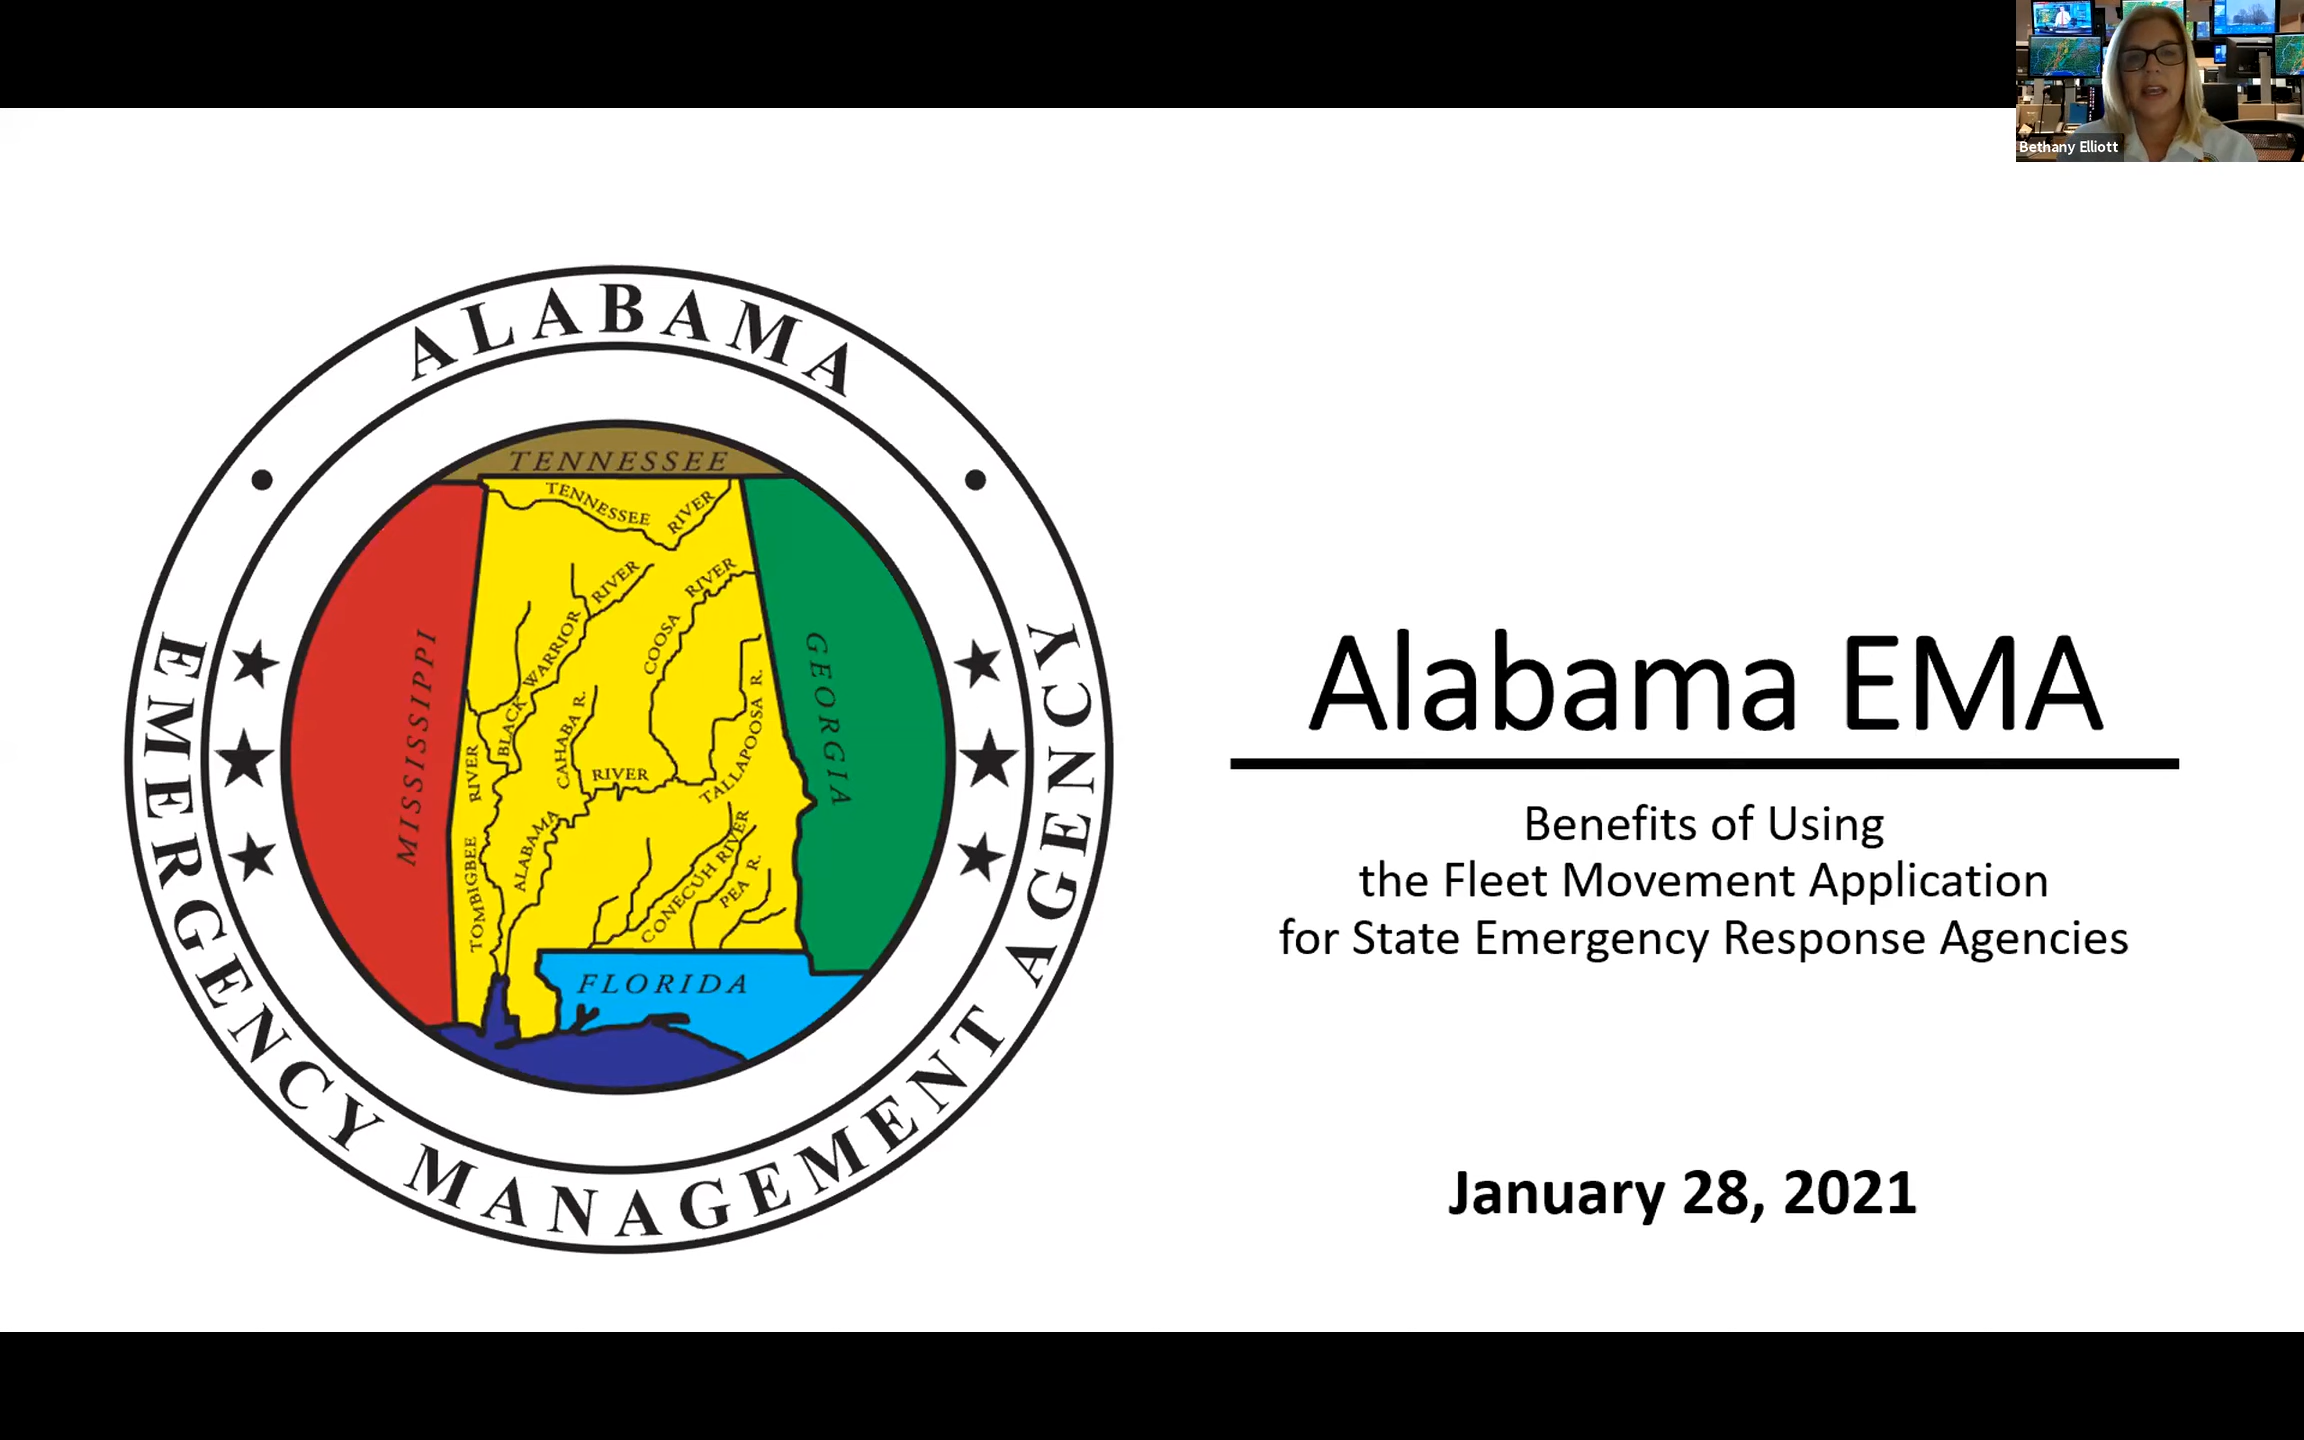 Bethany Elliott
ALABAMA
EMERGENCY MANAGEMENT AGENCY
TENNESSEE
TENNESSEE RIVER
MISSISSIPPI
GEORGIA
BLACK WARRIOR RIVER
COOSA RIVER
CAHABA R.
TALLAPOOSA R.
TOMBIGBEE RIVER
ALABAMA RIVER
CONECUH RIVER
PEA R.
FLORIDA
Alabama EMA
Benefits of Using
the Fleet Movement Application
for State Emergency Response Agencies
January 28, 2021